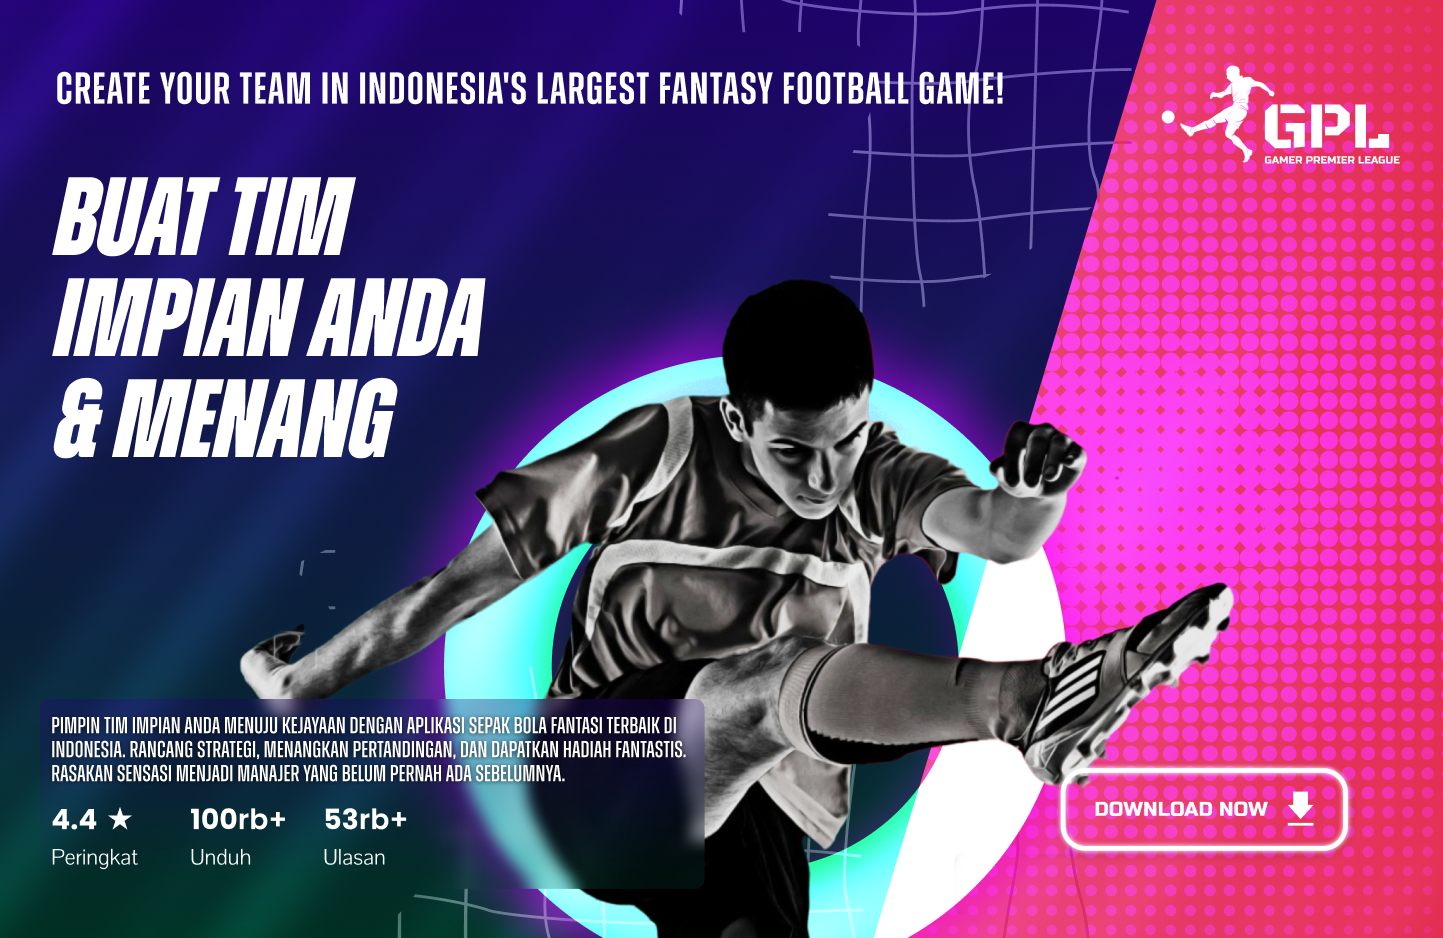 CREATE YOUR TEAM IN INDONESIA'S LARGEST FANTASY FOOTBALL GAME!
GPL
GAMER PREMIER LEAGUE
BUAT TIM
IMPIAN ANDA
& MENANG
PIMPIN TIM IMPIAN ANDA MENUJU KEJAYAAN DENGAN APLIKASI SEPAK BOLA FANTASI TERBAIK DI
INDONESIA. RANCANG STRATEGI, MENANGKAN PERTANDINGAN, DAN DAPATKAN HADIAH FANTASTIS.
RASAKAN SENSASI MENJADI MANAJER YANG BELUM PERNAH ADA SEBELUMNYA.
4.4 ★ 100rb+ 53rb+
Peringkat Unduh Ulasan
DOWNLOAD NOW